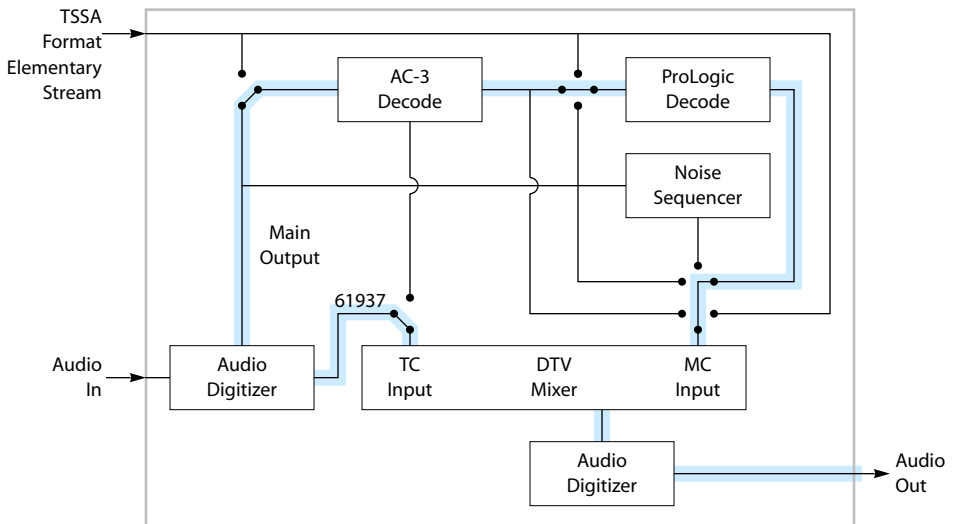 TSSA
Format
Elementary
Stream
AC-3
Decode
ProLogic
Decode
Noise
Sequencer
Main
Output
61937
Audio
In
Audio
Digitizer
TC
Input
DTV
Mixer
MC
Input
Audio
Digitizer
Audio
Out